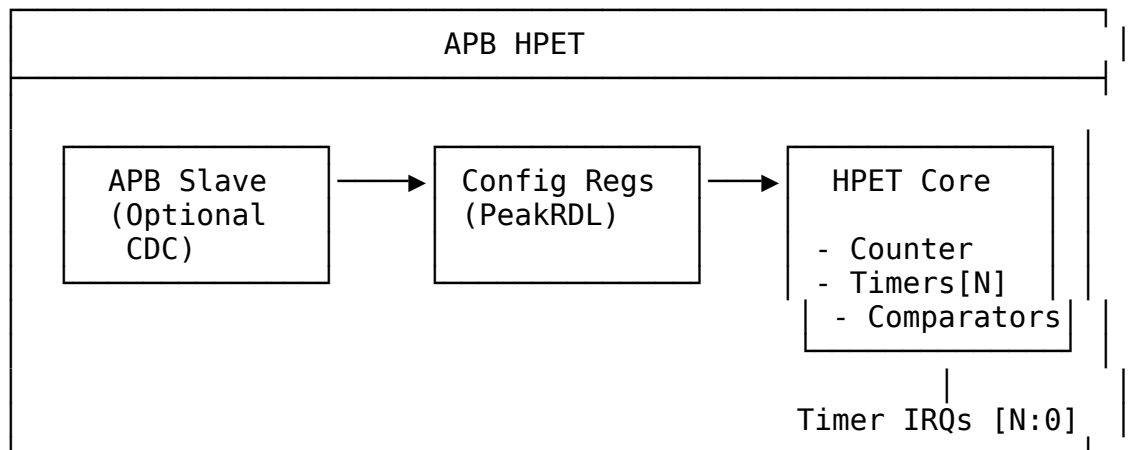 APB HPET
APB Slave
(Optional
CDC)
Config Regs
(PeakRDL)
HPET Core
- Counter
- Timers[N]
- Comparators
Timer IRQs [N:0]